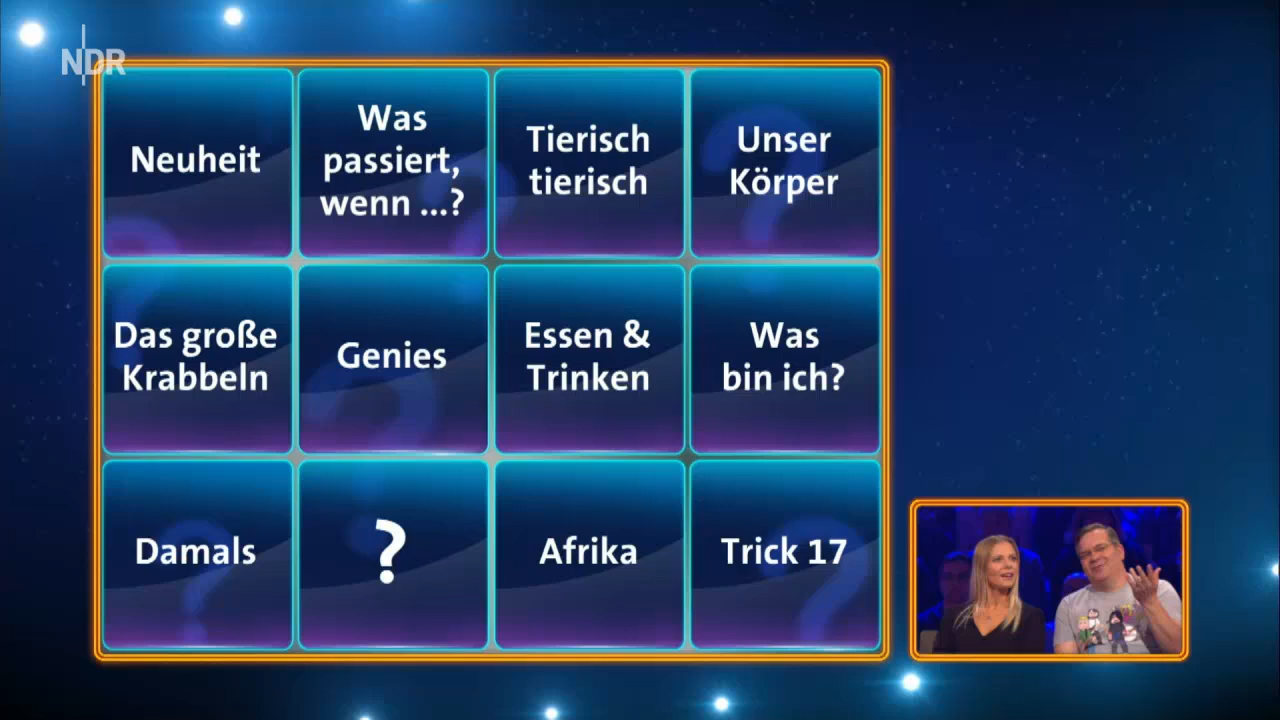 NDR
Neuheit
Was
passiert,
wenn ...?
Tierisch
tierisch
Unser
Körper
Das große
Krabbeln
Genies
Essen &
Trinken
Was
bin ich?
Damals
?
Afrika
Trick 17